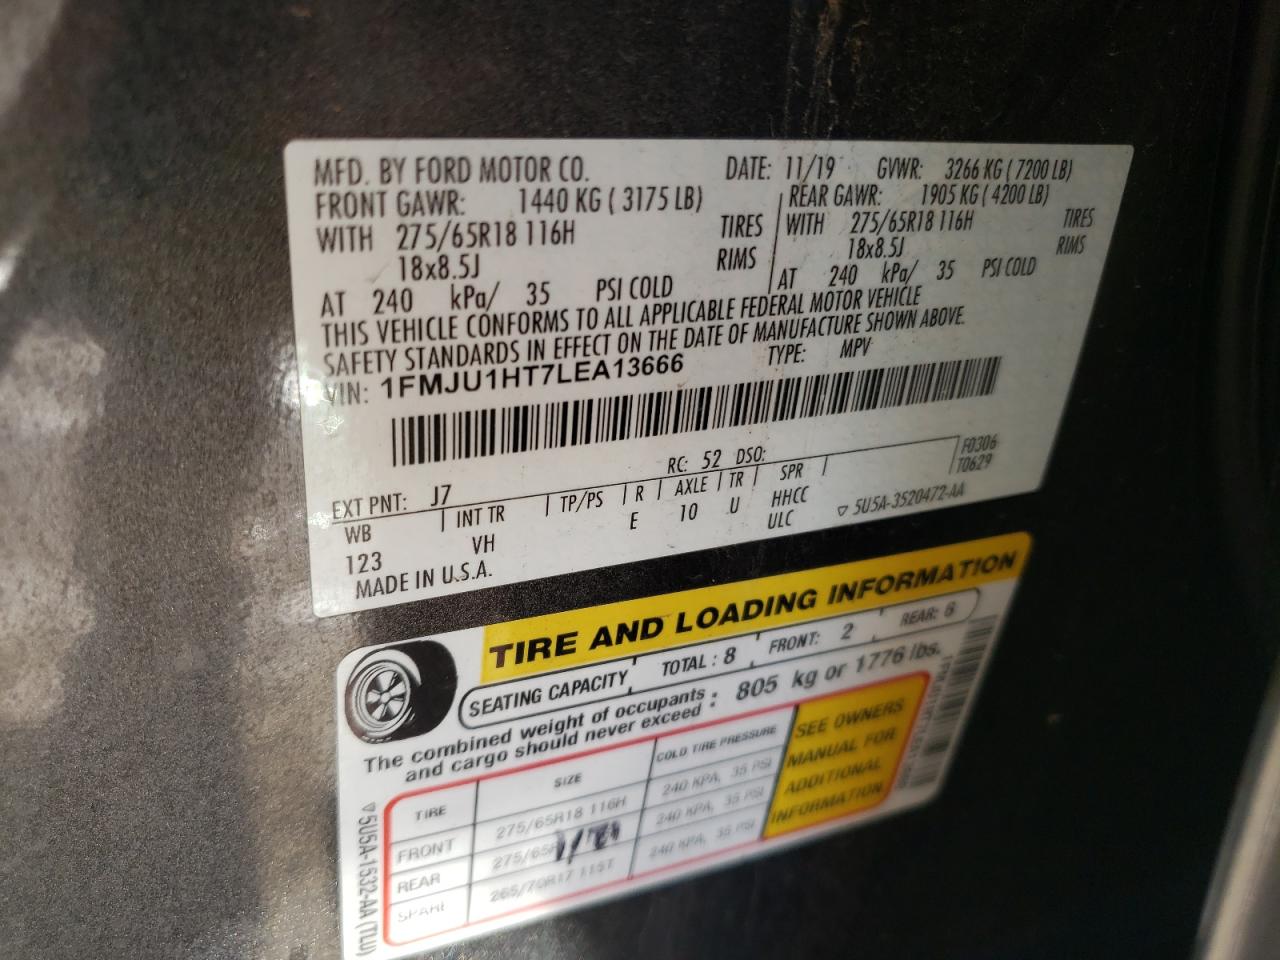 MFD. BY FORD MOTOR CO. DATE: 11/19 GVWR: 3266 KG ( 7200 LB)
FRONT GAWR: 1440 KG ( 3175 LB) REAR GAWR: 1905 KG ( 4200 LB)
WITH 275/65R18 116H TIRES WITH 275/65R18 116H TIRES
18x8.5J RIMS 18x8.5J RIMS
AT 240 kPa/ 35 PSI COLD AT 240 kPa/ 35 PSI COLD
THIS VEHICLE CONFORMS TO ALL APPLICABLE FEDERAL MOTOR VEHICLE
SAFETY STANDARDS IN EFFECT ON THE DATE OF MANUFACTURE SHOWN ABOVE.
VIN: 1FMJU1HT7LEA13666 TYPE: MPV
EXT PNT: J7 RC: 52 DSO: F0306
WB INT TR TP/PS R AXLE TR SPR T0629
123 VH E 10 U HHCC
ULC 5U5A-3520472-AA
MADE IN U.S.A.
TIRE AND LOADING INFORMATION
SEATING CAPACITY TOTAL : 8 FRONT: 2 REAR: 6
The combined weight of occupants and cargo should never exceed : 805 kg or 1776 lbs.
TIRE SIZE COLD TIRE PRESSURE
FRONT 275/65R18 116H 240 KPA, 35 PSI
REAR 275/65R 240 KPA, 35 PSI
SPARE 265/70R17 115T 240 KPA, 35 PSI
SEE OWNERS
MANUAL FOR
ADDITIONAL
INFORMATION
5U5A-1532-AA (TLU)